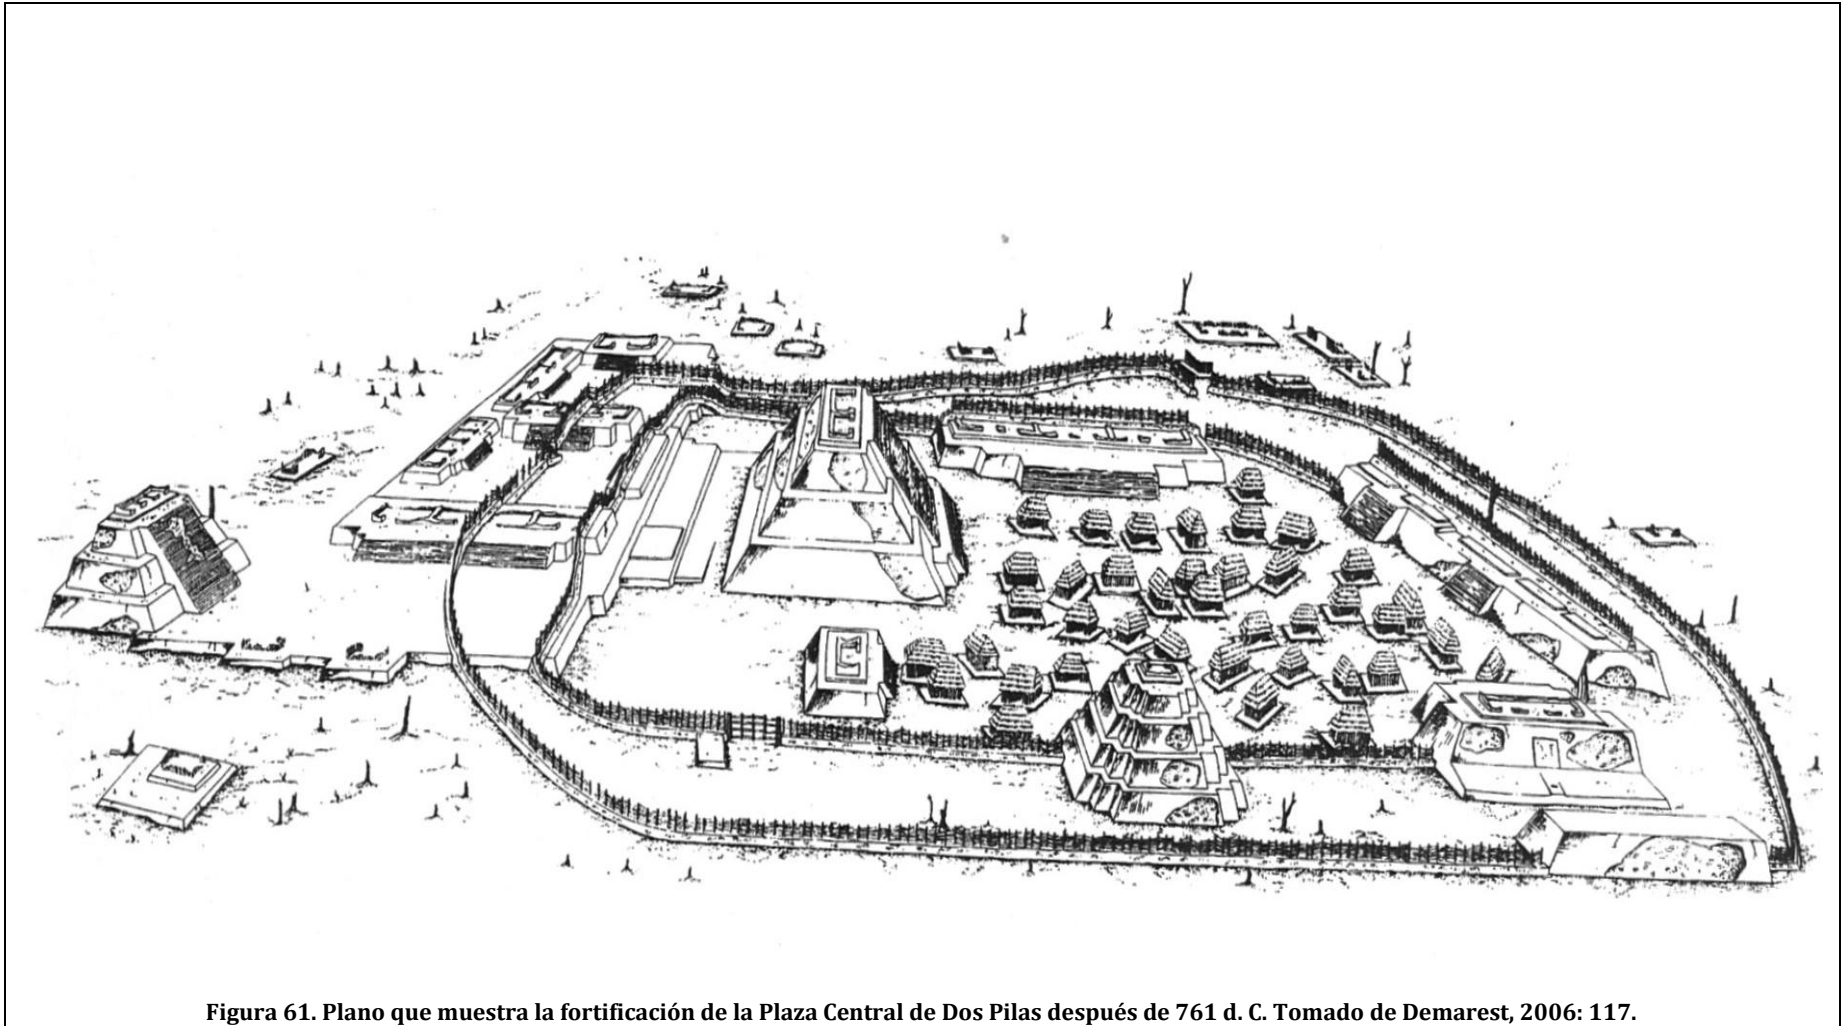 Figura 61. Plano que muestra la fortificación de la Plaza Central de Dos Pilas después de 761 d. C. Tomado de Demarest, 2006: 117.